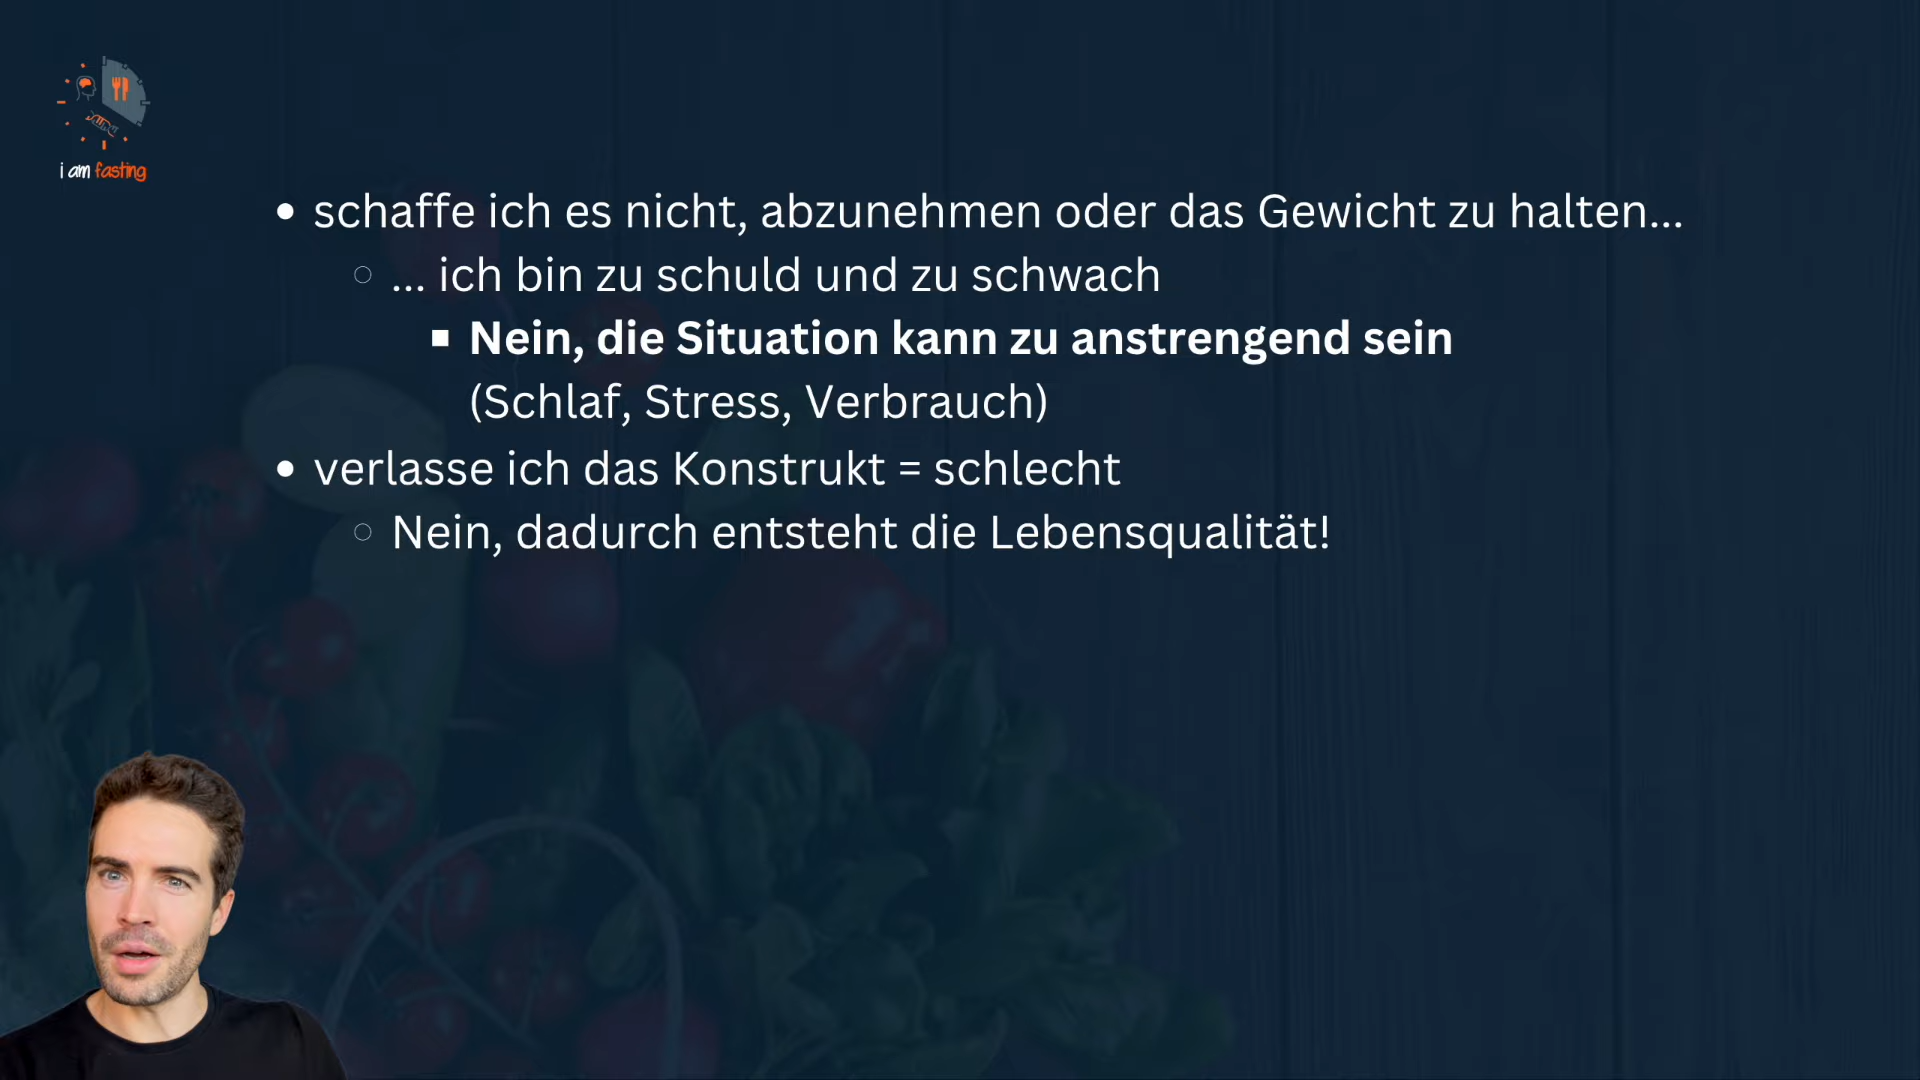 i am fasting
schaffe ich es nicht, abzunehmen oder das Gewicht zu halten...
... ich bin zu schuld und zu schwach
Nein, die Situation kann zu anstrengend sein
(Schlaf, Stress, Verbrauch)
verlasse ich das Konstrukt = schlecht
Nein, dadurch entsteht die Lebensqualität!